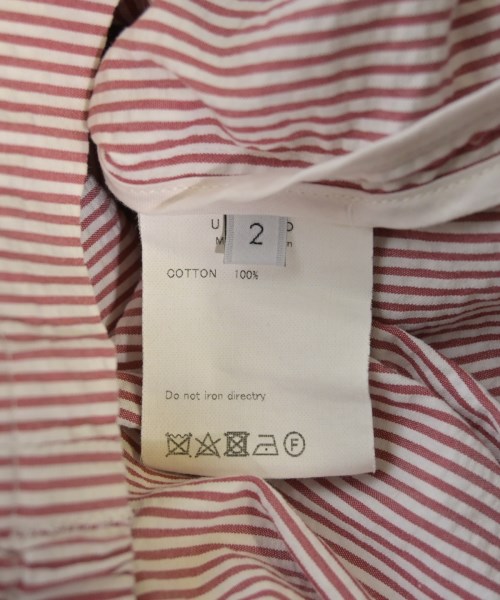 2
COTTON 100%
Do not iron directry
F